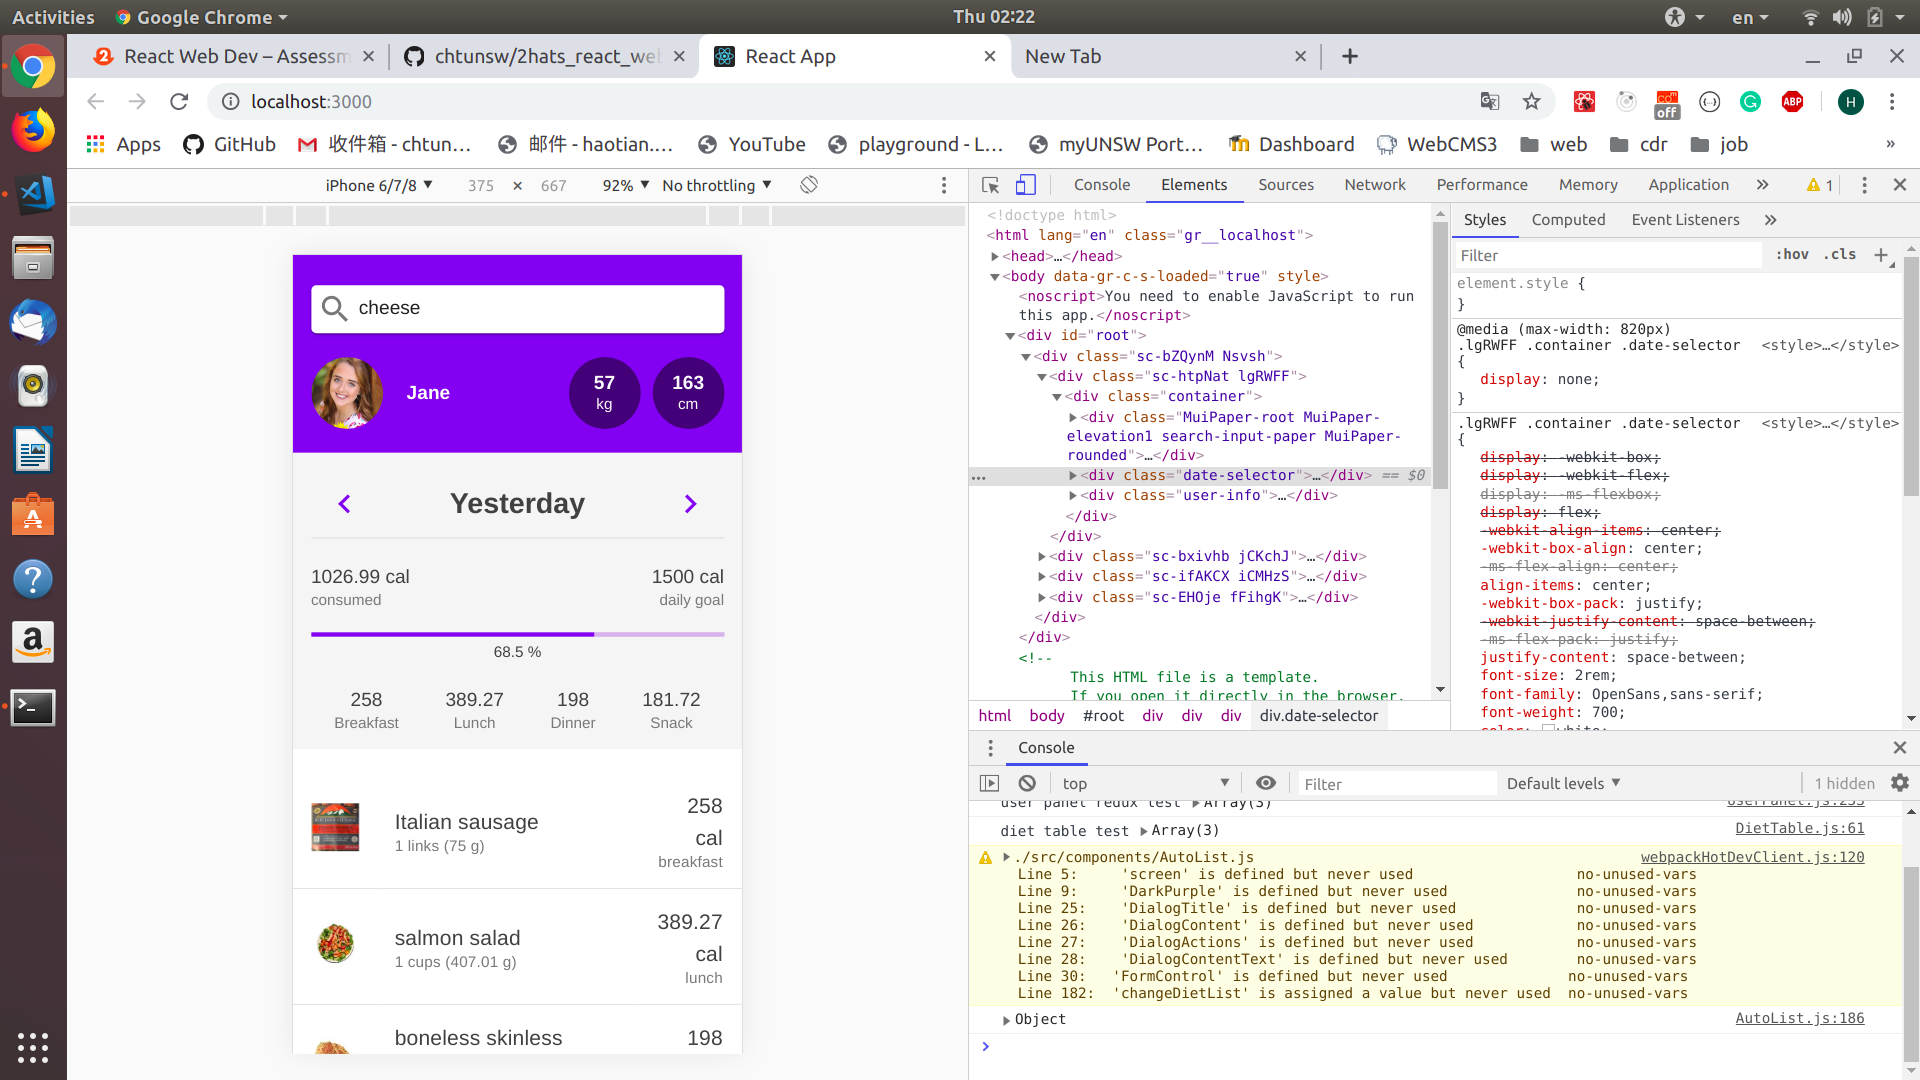 Activities
Google Chrome
Thu 02:22
en
React Web Dev – Assessm
chtunsw/2hats_react_we
React App
New Tab
localhost:3000
off
ABP
H
Apps
GitHub
收件箱 - chtun...
邮件 - haotian....
YouTube
playground - L...
myUNSW Port...
Dashboard
WebCMS3
web
cdr
job
»
iPhone 6/7/8 ▼
375 × 667
92% ▼
No throttling ▼
cheese
Jane
57
kg
163
cm
Yesterday
1026.99 cal
consumed
1500 cal
daily goal
68.5 %
258
Breakfast
389.27
Lunch
198
Dinner
181.72
Snack
Italian sausage
1 links (75 g)
258
cal
breakfast
salmon salad
1 cups (407.01 g)
389.27
cal
lunch
boneless skinless
198
Console Elements Sources Network Performance Memory Application » 1
<!doctype html>
<html lang="en" class="gr__localhost">
▶<head>…</head>
▼<body data-gr-c-s-loaded="true" style>
<noscript>You need to enable JavaScript to run
this app.</noscript>
▼<div id="root">
▼<div class="sc-bZQynM Nsvsh">
▼<div class="sc-htpNat lgRWFF">
▼<div class="container">
▶<div class="MuiPaper-root MuiPaper-
elevation1 search-input-paper MuiPaper-
rounded">…</div>
… ▶<div class="date-selector">…</div> == $0
▶<div class="user-info">…</div>
</div>
</div>
▶<div class="sc-bxivhb jCKchJ">…</div>
▶<div class="sc-ifAKCX iCMHzS">…</div>
▶<div class="sc-EHOje fFihgK">…</div>
</div>
</div>
<!--
This HTML file is a template.
If you open it directly in the browser,
html body #root div div div div.date-selector
Styles Computed Event Listeners »
Filter :hov .cls +
element.style {
}
@media (max-width: 820px)
.lgRWFF .container .date-selector <style>…</style>
{
display: none;
}
.lgRWFF .container .date-selector <style>…</style>
{
display: -webkit-box;
display: -webkit-flex;
display: -ms-flexbox;
display: flex;
-webkit-align-items: center;
-webkit-box-align: center;
-ms-flex-align: center;
align-items: center;
-webkit-box-pack: justify;
-webkit-justify-content: space-between;
-ms-flex-pack: justify;
justify-content: space-between;
font-size: 2rem;
font-family: OpenSans,sans-serif;
font-weight: 700;
color: white;
Console
top ▼ Filter Default levels ▼ 1 hidden
user panel redux test ▶Array(3) UserPanel.js:255
diet table test ▶Array(3) DietTable.js:61
▶./src/components/AutoList.js webpackHotDevClient.js:120
Line 5: 'screen' is defined but never used no-unused-vars
Line 9: 'DarkPurple' is defined but never used no-unused-vars
Line 25: 'DialogTitle' is defined but never used no-unused-vars
Line 26: 'DialogContent' is defined but never used no-unused-vars
Line 27: 'DialogActions' is defined but never used no-unused-vars
Line 28: 'DialogContentText' is defined but never used no-unused-vars
Line 30: 'FormControl' is defined but never used no-unused-vars
Line 182: 'changeDietList' is assigned a value but never used no-unused-vars
▶Object AutoList.js:186